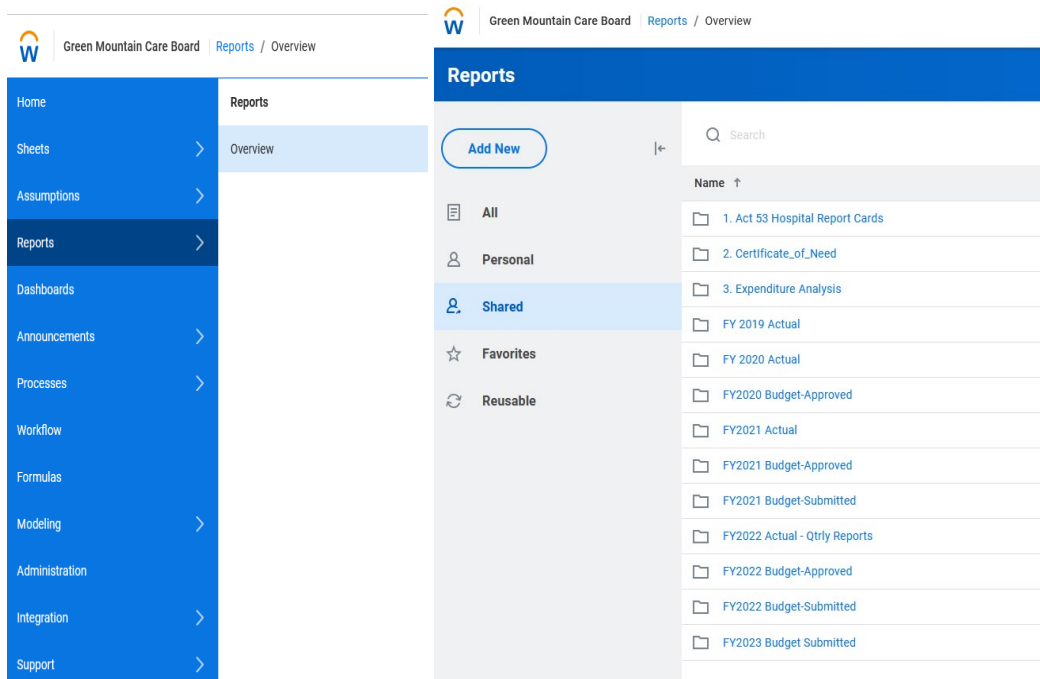 Green Mountain Care Board Reports / Overview
Home
Sheets
Assumptions
Reports
Dashboards
Announcements
Processes
Workflow
Formulas
Modeling
Administration
Integration
Support
Reports
Overview
Green Mountain Care Board Reports / Overview
Reports
Add New
All
Personal
Shared
Favorites
Reusable
Search
Name
1. Act 53 Hospital Report Cards
2. CertIficate_of_Need
3. Expenditure Analysis
FY 2019 Actual
FY 2020 Actual
FY2020 Budget-Approved
FY2021 Actual
FY2021 Budget-Approved
FY2021 Budget-Submitted
FY2022 Actual - Qtrly Reports
FY2022 Budget-Approved
FY2022 Budget-Submitted
FY2023 Budget Submitted